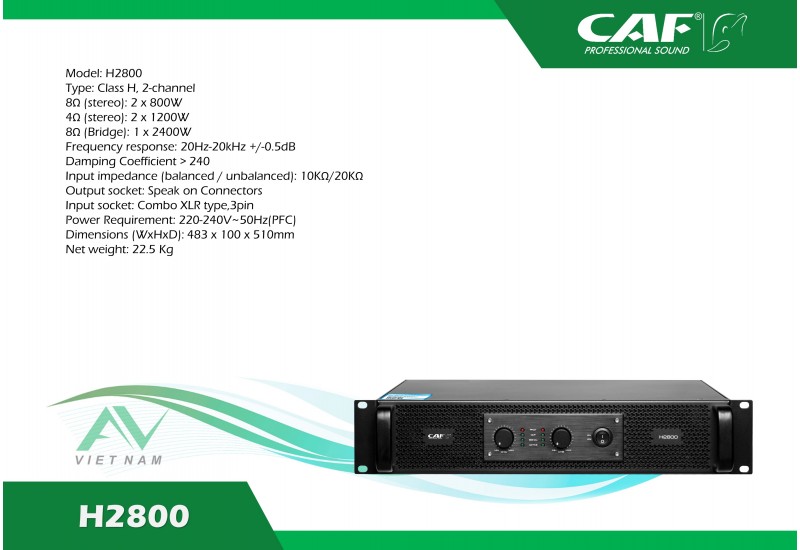 CAF®
PROFESSIONAL SOUND
Model: H2800
Type: Class H, 2-channel
8Ω (stereo): 2 x 800W
4Ω (stereo): 2 x 1200W
8Ω (Bridge): 1 x 2400W
Frequency response: 20Hz-20kHz +/-0.5dB
Damping Coefficient > 240
Input impedance (balanced / unbalanced): 10KΩ/20KΩ
Output socket: Speak on Connectors
Input socket: Combo XLR type,3pin
Power Requirement: 220-240V~50Hz(PFC)
Dimensions (WxHxD): 483 x 100 x 510mm
Net weight: 22.5 Kg
AV
VIET NAM
CAF
H2800
H2800